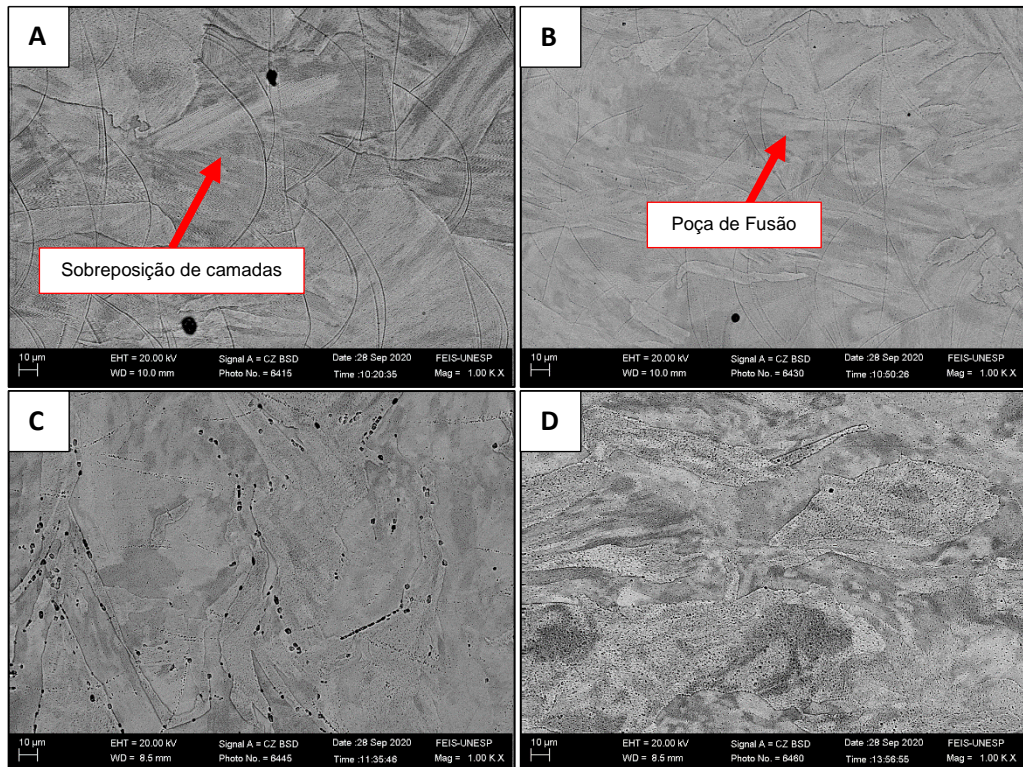 A
Sobreposição de camadas
10 µm EHT = 20.00 kV Signal A = CZ BSD Date :28 Sep 2020 FEIS-UNESP
WD = 10.0 mm Photo No. = 6415 Time :10:20:35 Mag = 1.00 K X
B
Poça de Fusão
10 µm EHT = 20.00 kV Signal A = CZ BSD Date :28 Sep 2020 FEIS-UNESP
WD = 10.0 mm Photo No. = 6430 Time :10:50:26 Mag = 1.00 K X
C
10 µm EHT = 20.00 kV Signal A = CZ BSD Date :28 Sep 2020 FEIS-UNESP
WD = 8.5 mm Photo No. = 6445 Time :11:35:46 Mag = 1.00 K X
D
10 µm EHT = 20.00 kV Signal A = CZ BSD Date :28 Sep 2020 FEIS-UNESP
WD = 8.5 mm Photo No. = 6460 Time :13:56:55 Mag = 1.00 K X